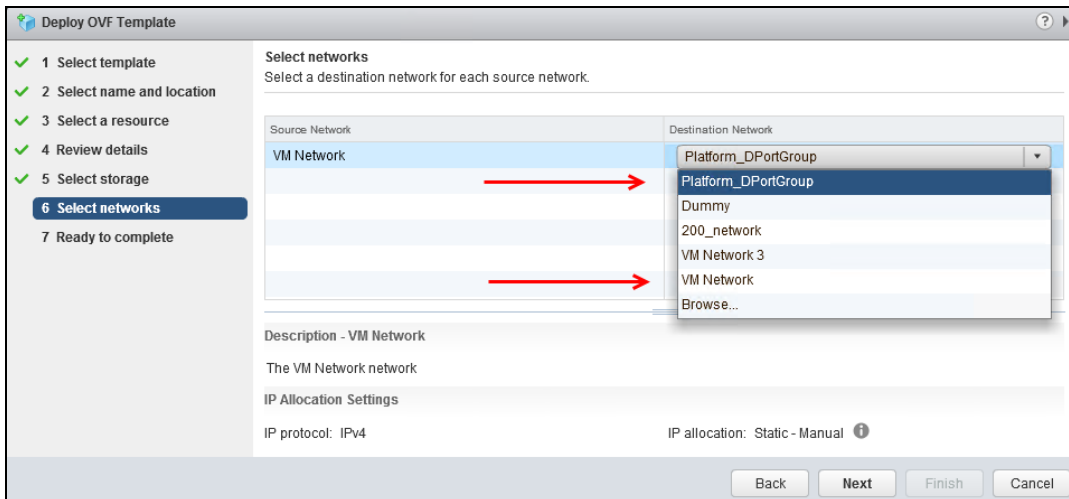 Deploy OVF Template
?
1 Select template
2 Select name and location
3 Select a resource
4 Review details
5 Select storage
6 Select networks
7 Ready to complete
Select networks
Select a destination network for each source network.
Source Network Destination Network
VM Network Platform_DPortGroup
Platform_DPortGroup
Dummy
200_network
VM Network 3
VM Network
Browse...
Description - VM Network
The VM Network network
IP Allocation Settings
IP protocol: IPv4 IP allocation: Static - Manual
Back Next Finish Cancel